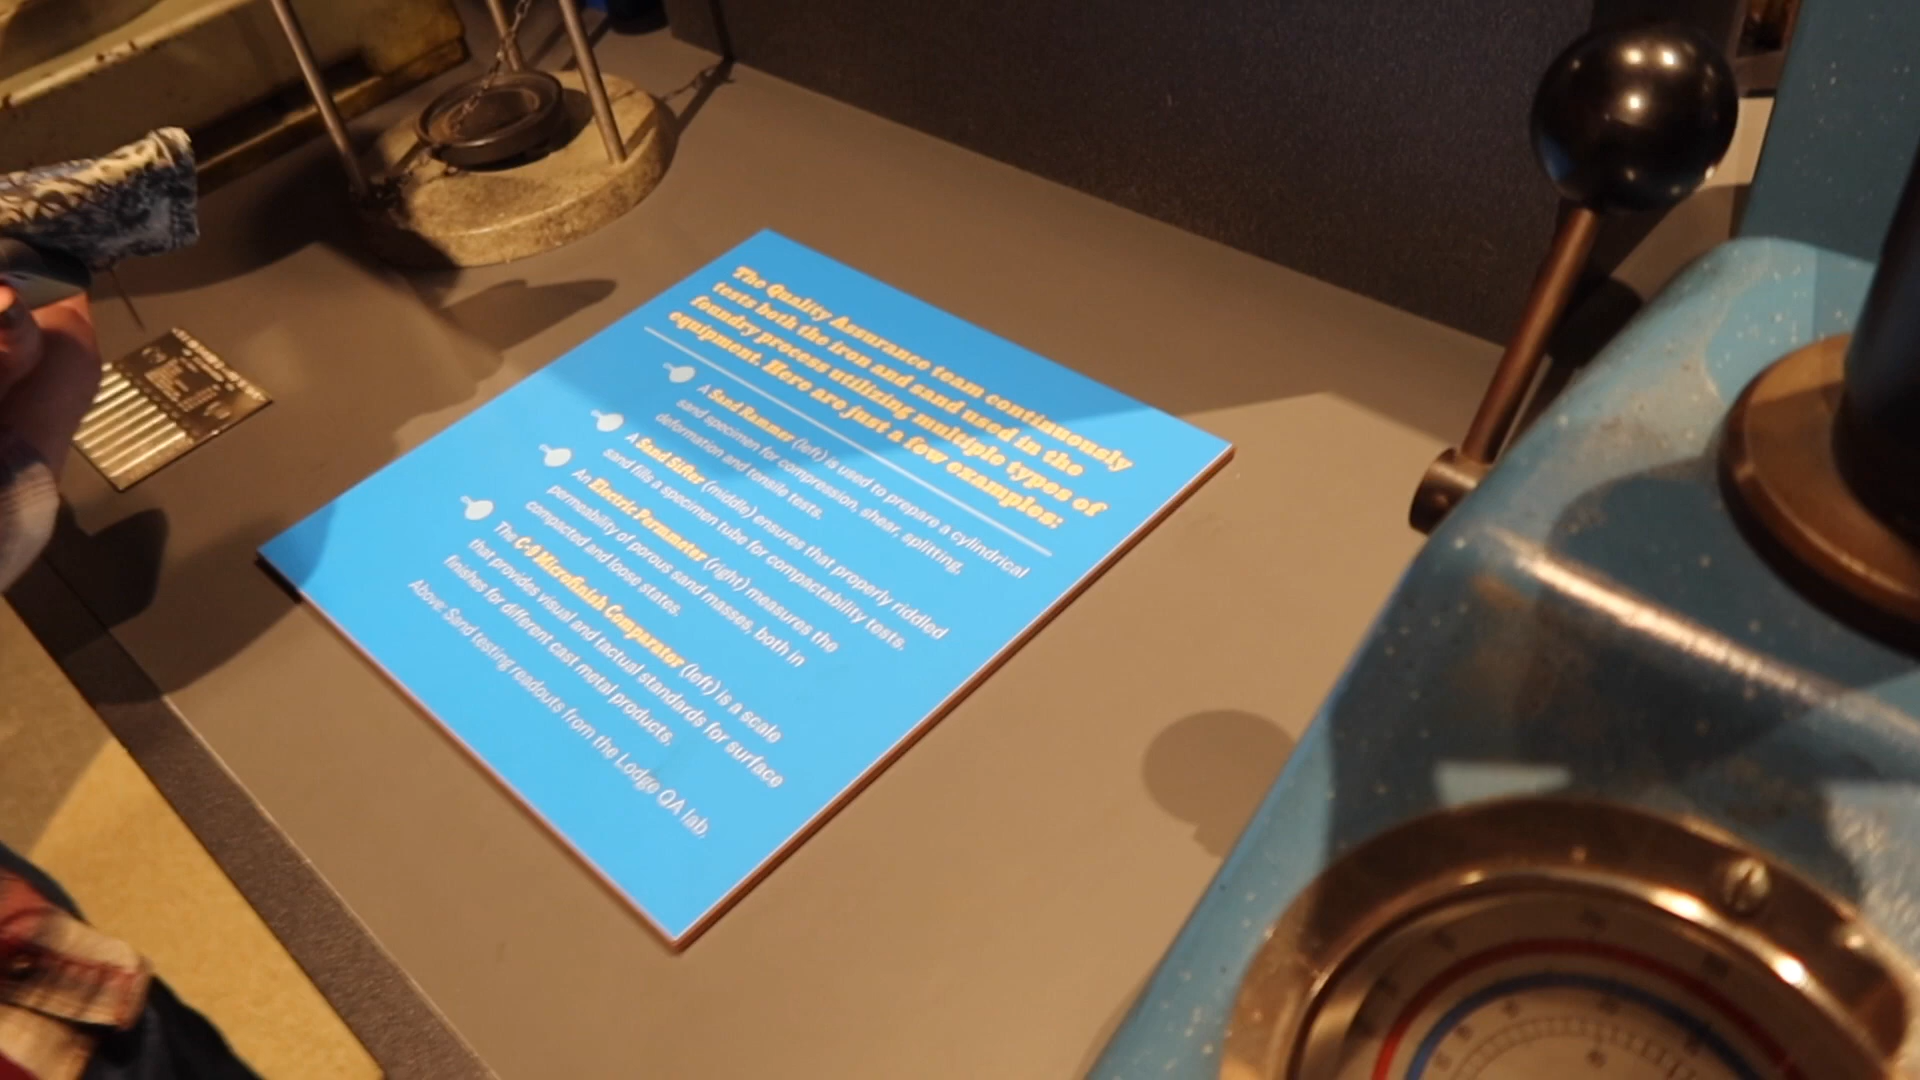 The Quality Assurance team continuously
tests both the iron and sand used in the
foundry process utilizing multiple types of
equipment. Here are just a few examples:
A Sand Rammer (left) is used to prepare a cylindrical
sand specimen for compression, shear, splitting,
deformation and tensile tests.
A Sand Sifter (middle) ensures that properly riddled
sand fills a specimen tube for compactability tests.
An Electric Permmeter (right) measures the
permeability of porous sand masses, both in
compacted and loose states.
The C-9 Microfinish Comparator (left) is a scale
that provides visual and tactual standards for surface
finishes for different cast metal products.
Above: Sand testing readouts from the Lodge QA lab.